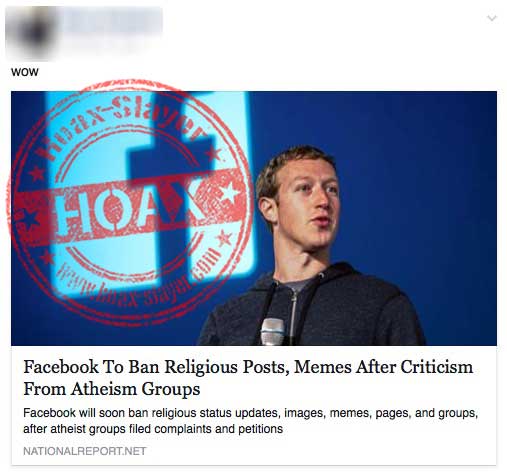 wow
Hoax-Slayer
HOAX
www.hoax-slayer.com
Facebook To Ban Religious Posts, Memes After Criticism
From Atheism Groups
Facebook will soon ban religious status updates, images, memes, pages, and groups,
after atheist groups filed complaints and petitions
NATIONALREPORT.NET